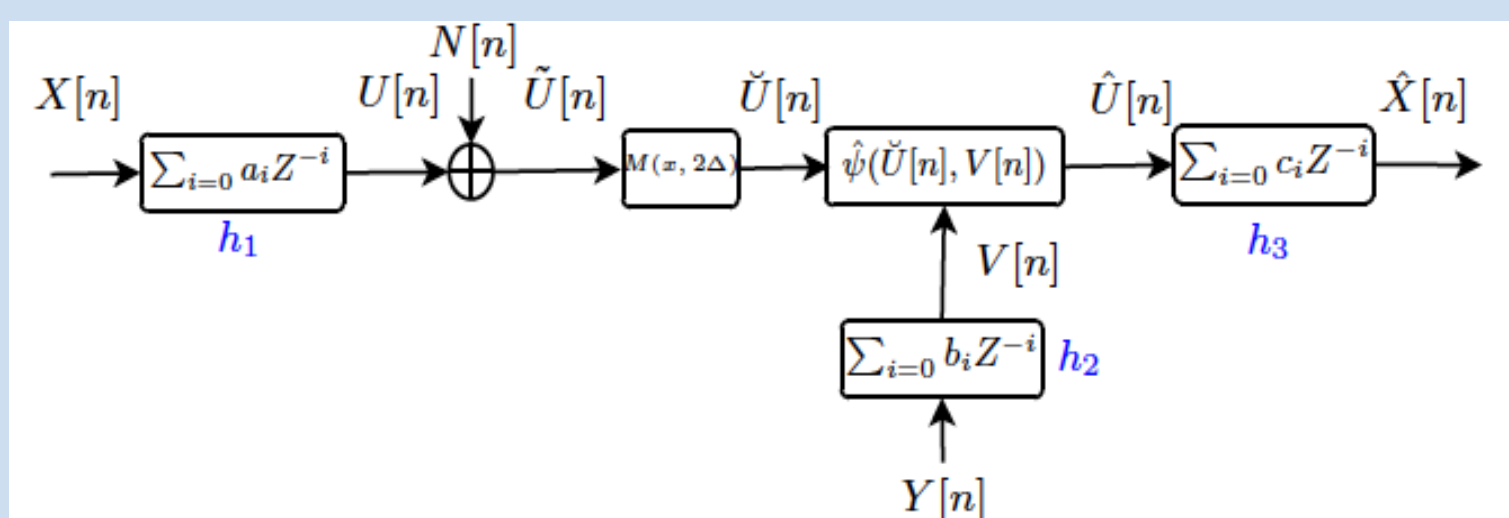 N[n]
X[n] U[n] Ũ[n] Ŭ[n] Û[n] X̂[n]
∑_{i=0} a_i Z^{-i} M(x, 2Δ) ψ̂(Ŭ[n], V[n]) ∑_{i=0} c_i Z^{-i}
h_1 V[n] h_3
∑_{i=0} b_i Z^{-i} h_2
Y[n]